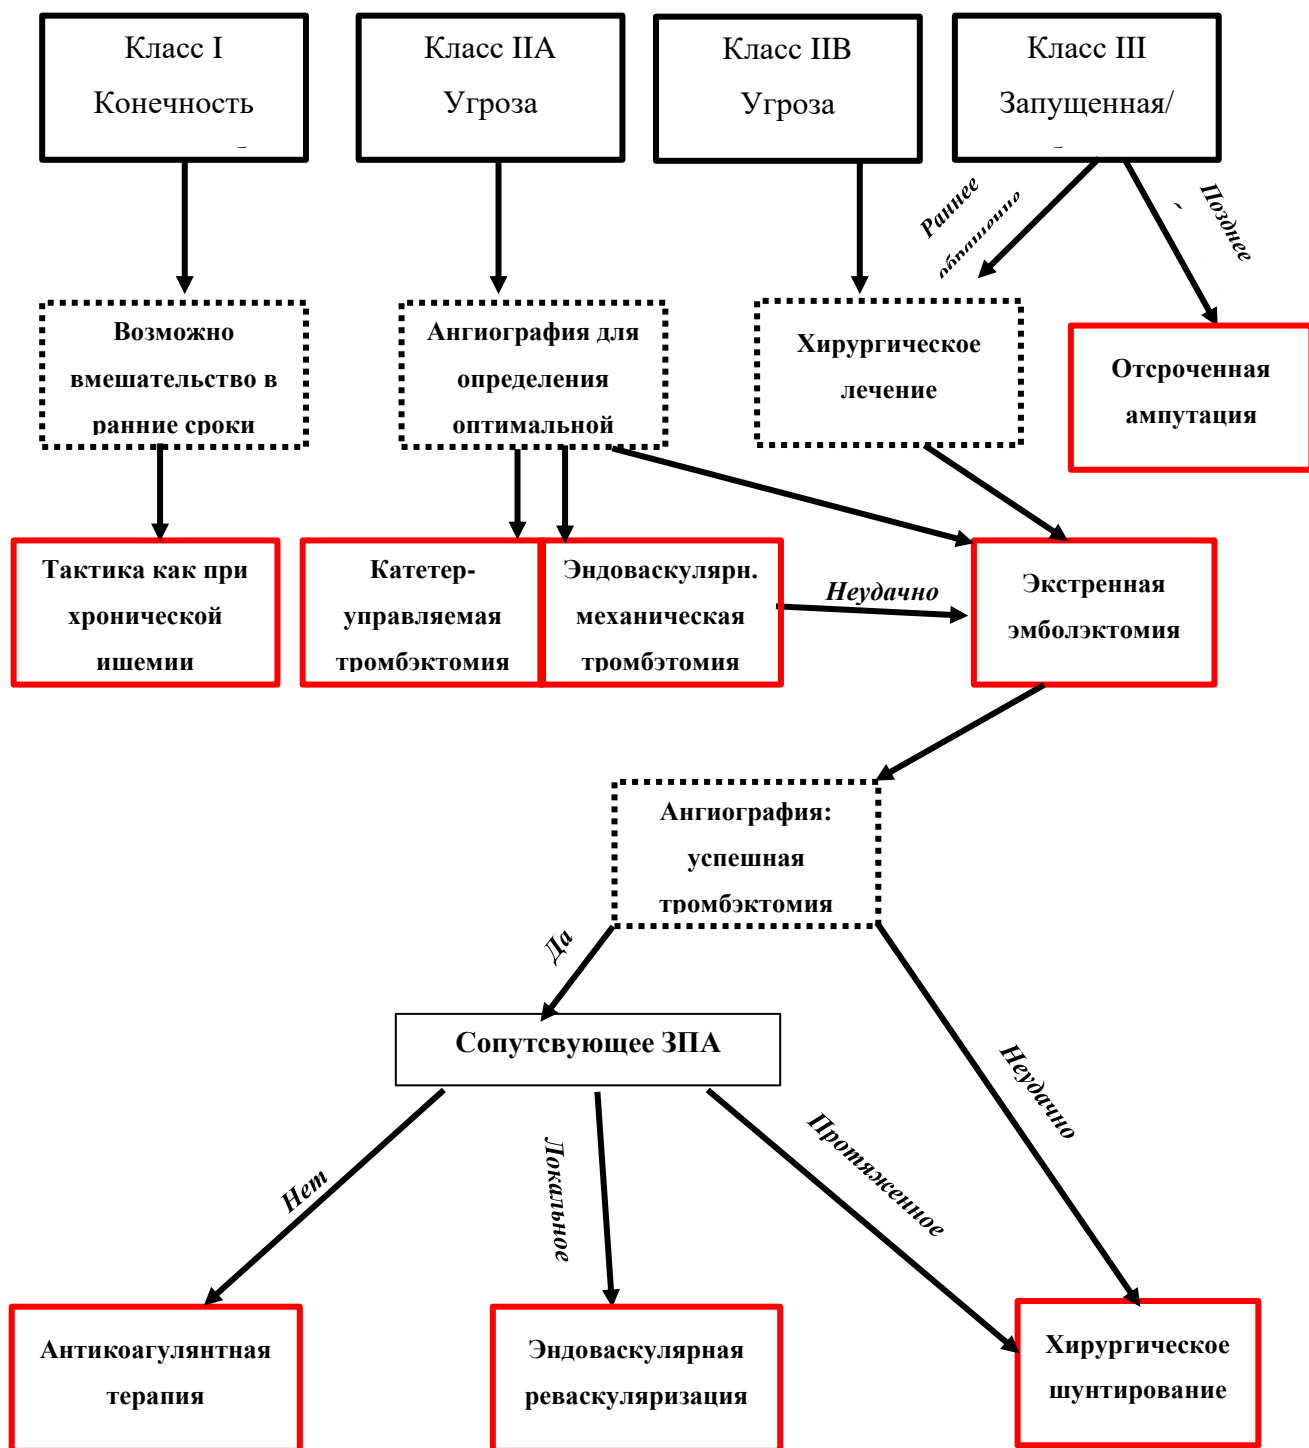 Класс I
Конечность
Класс IIА
Угроза
Класс IIВ
Угроза
Класс III
Запущенная/
Раннее
Позднее
Возможно
вмешательство в
ранние сроки
Ангиография для
определения
оптимальной
Хирургическое
лечение
Отсроченная
ампутация
Тактика как при
хронической
ишемии
Катетер-
управляемая
тромбэктомия
Эндоваскулярн.
механическая
тромбэтомия
Неудачно
Экстренная
эмболэктомия
Ангиография:
успешная
тромбэктомия
Да
Неудачно
Сопутсвующее ЗПА
Нет
Локальное
Протяженное
Антикоагулянтная
терапия
Эндоваскулярная
реваскуляризация
Хирургическое
шунтирование